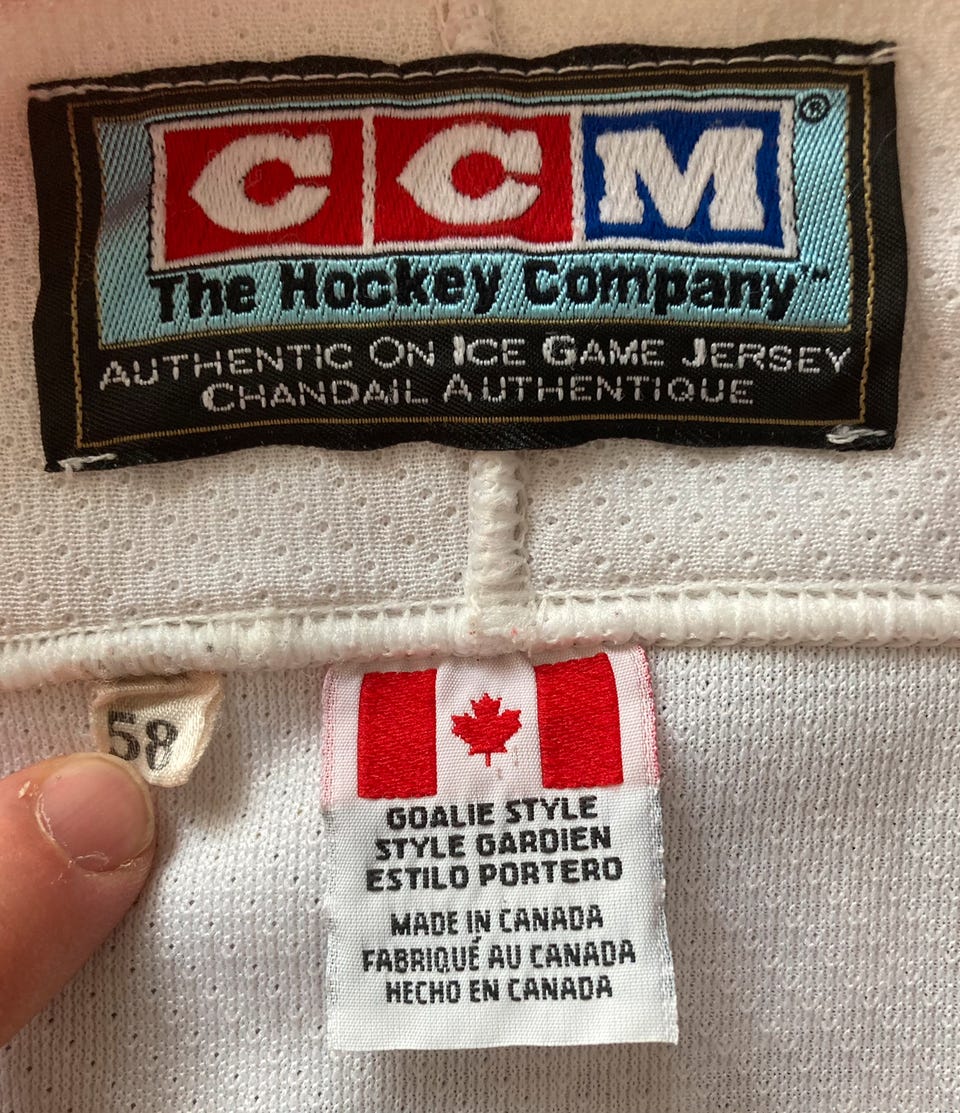 CCM®
The Hockey Company™
AUTHENTIC ON ICE GAME JERSEY
CHANDAIL AUTHENTIQUE
58
GOALIE STYLE
STYLE GARDIEN
ESTILO PORTERO
MADE IN CANADA
FABRIQUÉ AU CANADA
HECHO EN CANADA